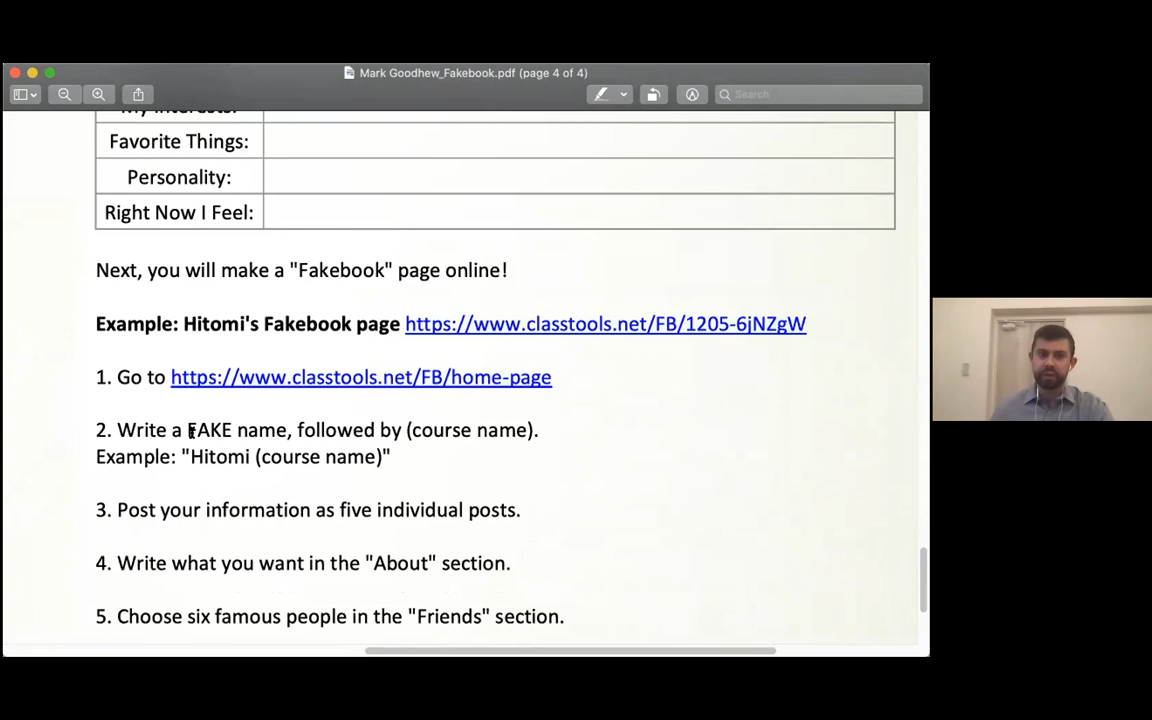 Mark Goodhew_Fakebook.pdf (page 4 of 4)
Search
My Interests:
Favorite Things:
Personality:
Right Now I Feel:
Next, you will make a "Fakebook" page online!
Example: Hitomi's Fakebook page https://www.classtools.net/FB/1205-6jNZgW
1. Go to https://www.classtools.net/FB/home-page
2. Write a FAKE name, followed by (course name).
Example: "Hitomi (course name)"
3. Post your information as five individual posts.
4. Write what you want in the "About" section.
5. Choose six famous people in the "Friends" section.